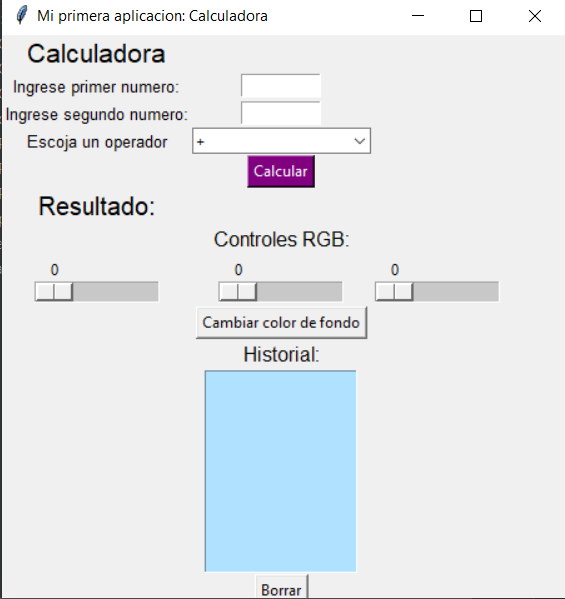 Mi primera aplicacion: Calculadora
Calculadora
Ingrese primer numero:
Ingrese segundo numero:
Escoja un operador +
Calcular
Resultado:
Controles RGB:
0 0 0
Cambiar color de fondo
Historial:
Borrar